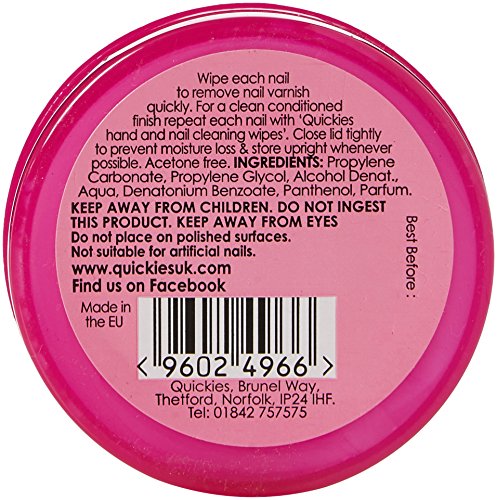 Wipe each nail
to remove nail varnish
quickly. For a clean conditioned
finish repeat each nail with ‘Quickies
hand and nail cleaning wipes’. Close lid tightly
to prevent moisture loss & store upright whenever
possible. Acetone free. INGREDIENTS: Propylene
Carbonate, Propylene Glycol, Alcohol Denat.,
Aqua, Denatonium Benzoate, Panthenol, Parfum.
KEEP AWAY FROM CHILDREN. DO NOT INGEST
THIS PRODUCT. KEEP AWAY FROM EYES
Do not place on polished surfaces.
Not suitable for artificial nails.
www.quickiesuk.com
Find us on Facebook
Best Before :
Made in
the EU
< 9602 4966 >
Quickies, Brunel Way,
Thetford, Norfolk, IP24 IHF.
Tel: 01842 757575